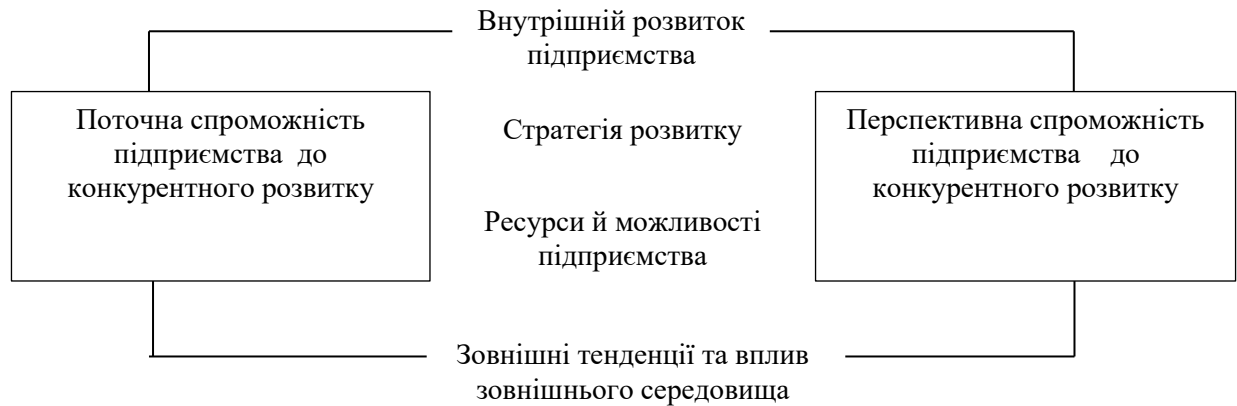 Внутрішній розвиток
підприємства
Поточна спроможність
підприємства до
конкурентного розвитку
Стратегія розвитку
Ресурси й можливості
підприємства
Перспективна спроможність
підприємства до
конкурентного розвитку
Зовнішні тенденції та вплив
зовнішнього середовища